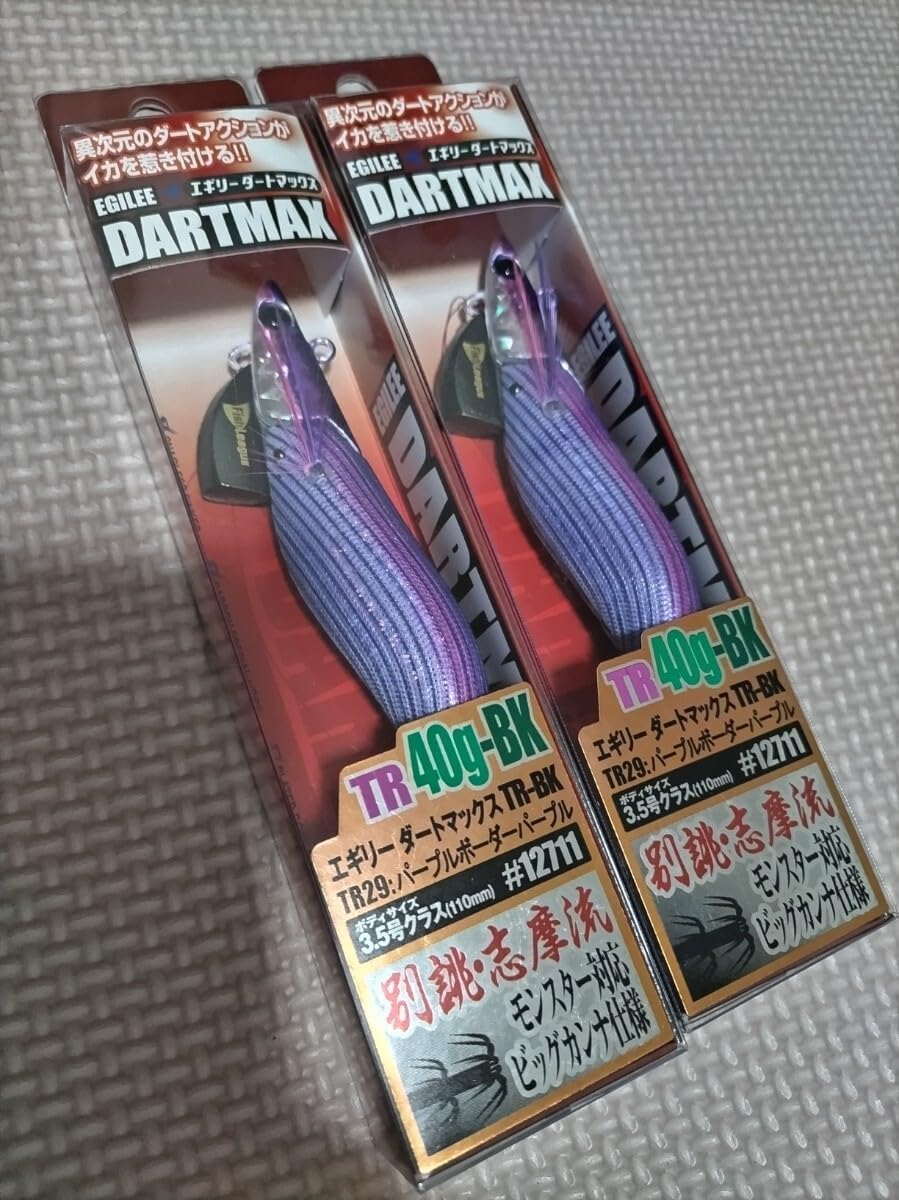 異次元のダートアクションが
イカを惹き付ける!!
EGILEE エギリーダートマックス
DARTMAX
Fish League
EGILEE
DARTM
TR 40g-BK
エギリー ダートマックス TR-BK
TR29:パープルボーダーパープル
ボディサイズ
3.5号クラス(110mm) #12711
別誂・志摩流
モンスター対応
ビッグカンナ仕様
異次元のダートアクションが
イカを惹き付ける!!
EGILEE エギリーダートマックス
DARTMAX
FishLeague
EGILEE
DARTM
TR 40g-BK
エギリー ダートマックス TR-BK
TR29:パープルボーダーパープル
ボディサイズ
3.5号クラス(110mm) #12711
別誂・志摩流
モンスター対応
ビッグカンナ仕様